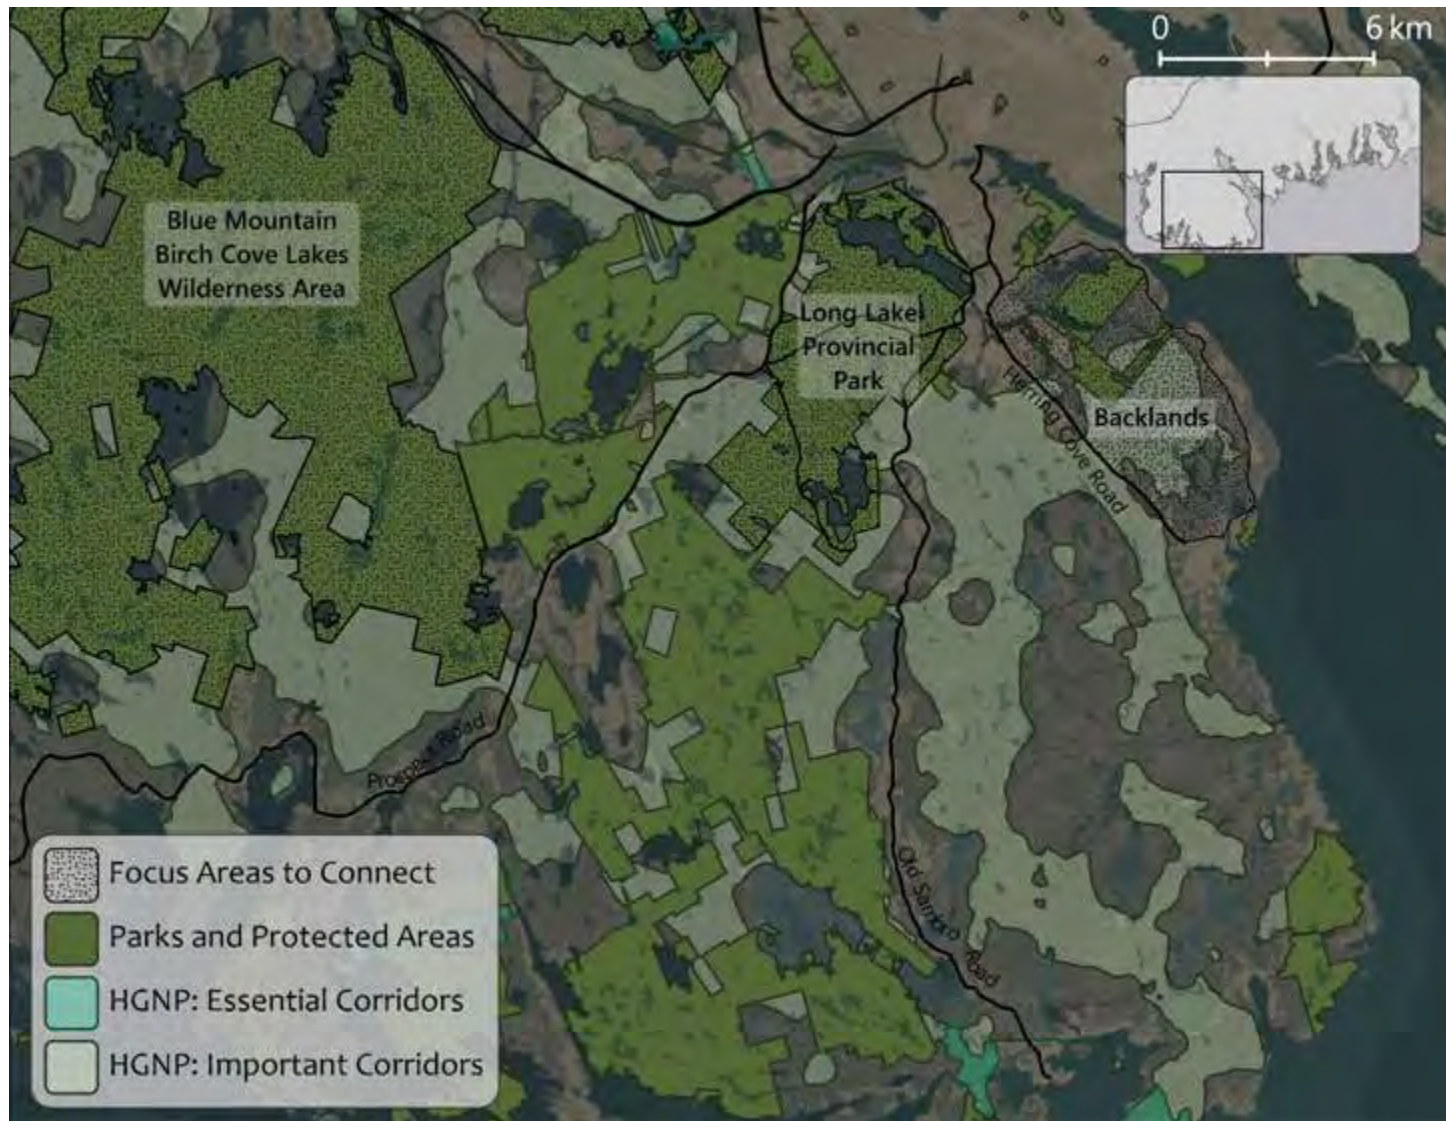 0 6 km
Blue Mountain
Birch Cove Lakes
Wilderness Area
Long Lake
Provincial
Park
Herring Cove Road
Backlands
Prospect Road
Old Sambro Road
Focus Areas to Connect
Parks and Protected Areas
HGNP: Essential Corridors
HGNP: Important Corridors